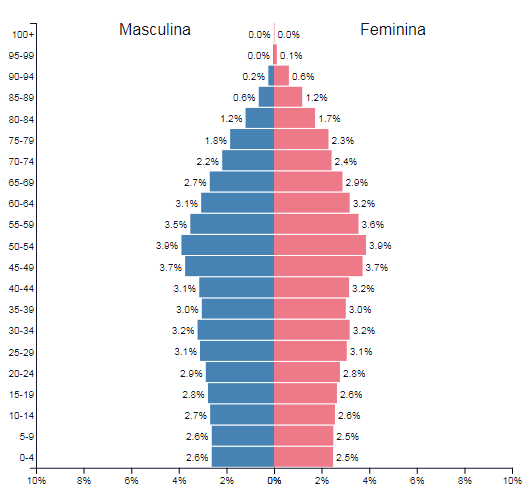 Masculina Feminina
100+ 0.0% 0.0%
95-99 0.0% 0.1%
90-94 0.2% 0.6%
85-89 0.6% 1.2%
80-84 1.2% 1.7%
75-79 1.8% 2.3%
70-74 2.2% 2.4%
65-69 2.7% 2.9%
60-64 3.1% 3.2%
55-59 3.5% 3.6%
50-54 3.9% 3.9%
45-49 3.7% 3.7%
40-44 3.1% 3.2%
35-39 3.0% 3.0%
30-34 3.2% 3.2%
25-29 3.1% 3.1%
20-24 2.9% 2.8%
15-19 2.8% 2.6%
10-14 2.7% 2.6%
5-9 2.6% 2.5%
0-4 2.6% 2.5%
10% 8% 6% 4% 2% 0% 2% 4% 6% 8% 10%